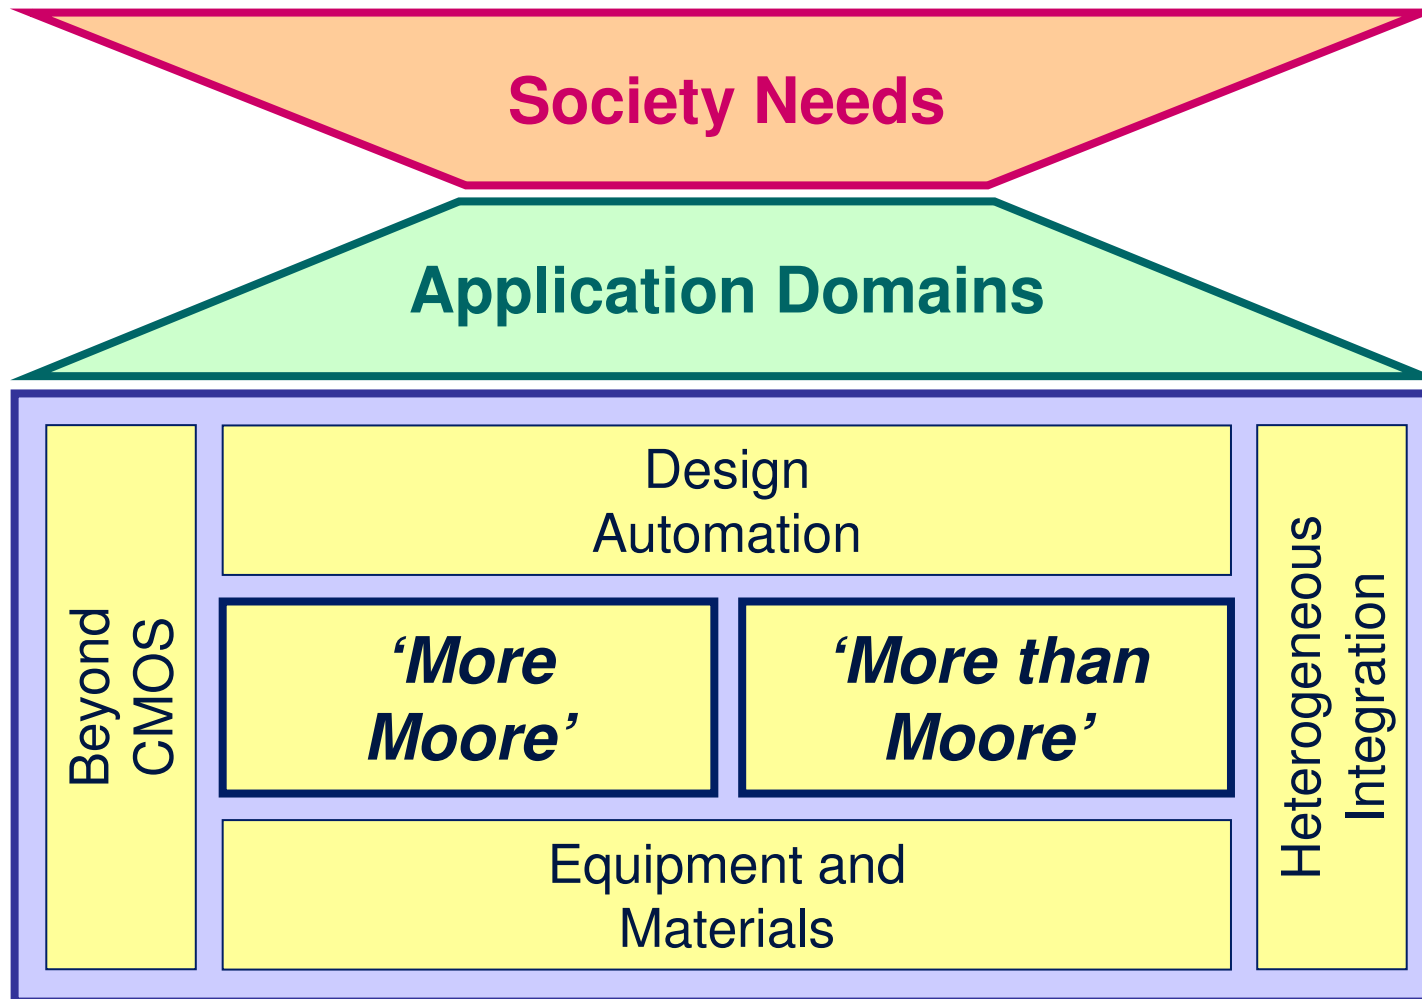 Society Needs
Application Domains
Beyond
CMOS
Design
Automation
‘More
Moore’
‘More than
Moore’
Equipment and
Materials
Heterogeneous
Integration